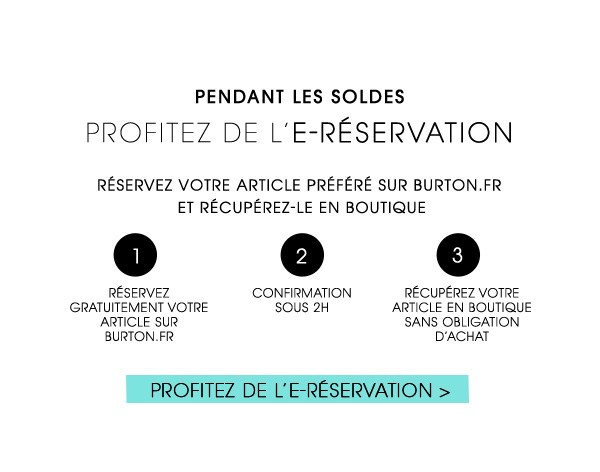 PENDANT LES SOLDES
PROFITEZ DE L'E-RÉSERVATION
RÉSERVEZ VOTRE ARTICLE PRÉFÉRÉ SUR BURTON.FR
ET RÉCUPÉREZ-LE EN BOUTIQUE
1
RÉSERVEZ
GRATUITEMENT VOTRE
ARTICLE SUR
BURTON.FR
2
CONFIRMATION
SOUS 2H
3
RÉCUPÉREZ VOTRE
ARTICLE EN BOUTIQUE
SANS OBLIGATION
D'ACHAT
PROFITEZ DE L'E-RÉSERVATION >